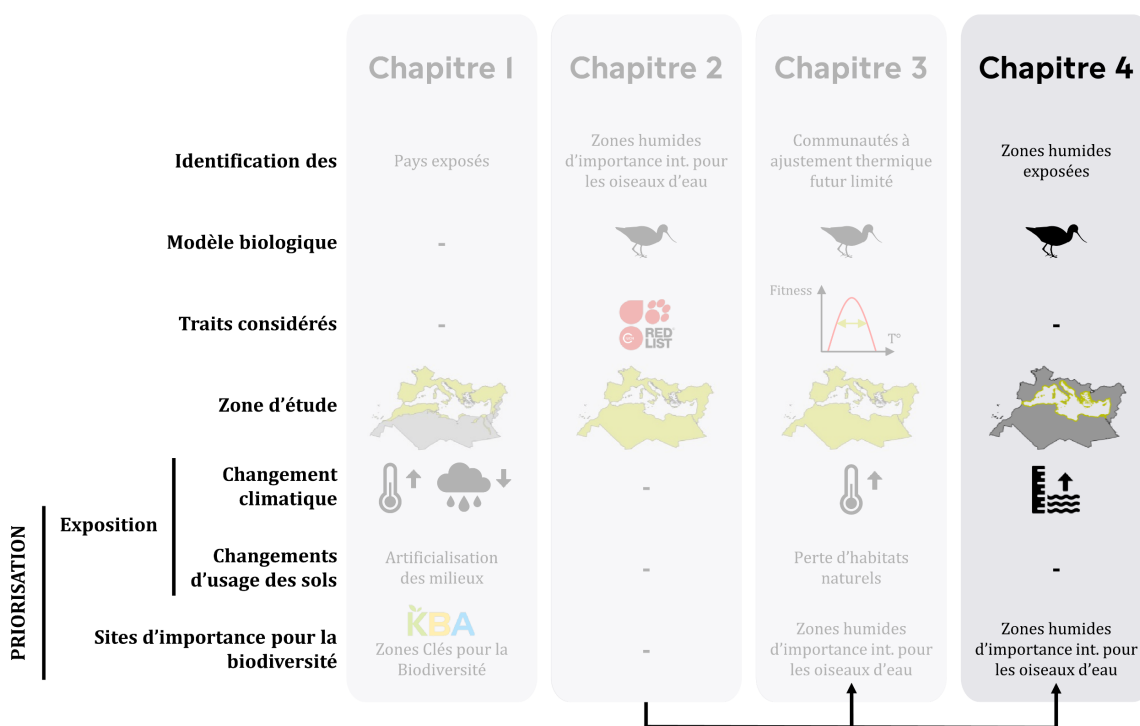 Chapitre 1
Chapitre 2
Chapitre 3
Chapitre 4
Identification des
Pays exposés
Zones humides
d'importance int. pour
les oiseaux d'eau
Communautés à
ajustement thermique
futur limité
Zones humides
exposées
Modèle biologique
-
Traits considérés
-
RED
LIST
Fitness
T°
-
Zone d'étude
PRIORISATION
Exposition
Changement
climatique
-
Changements
d'usage des sols
Artificialisation
des milieux
-
Perte d'habitats
naturels
-
Sites d'importance pour la
biodiversité
KBA
Zones Clés pour la
Biodiversité
-
Zones humides
d'importance int. pour
les oiseaux d'eau
Zones humides
d'importance int. pour
les oiseaux d'eau